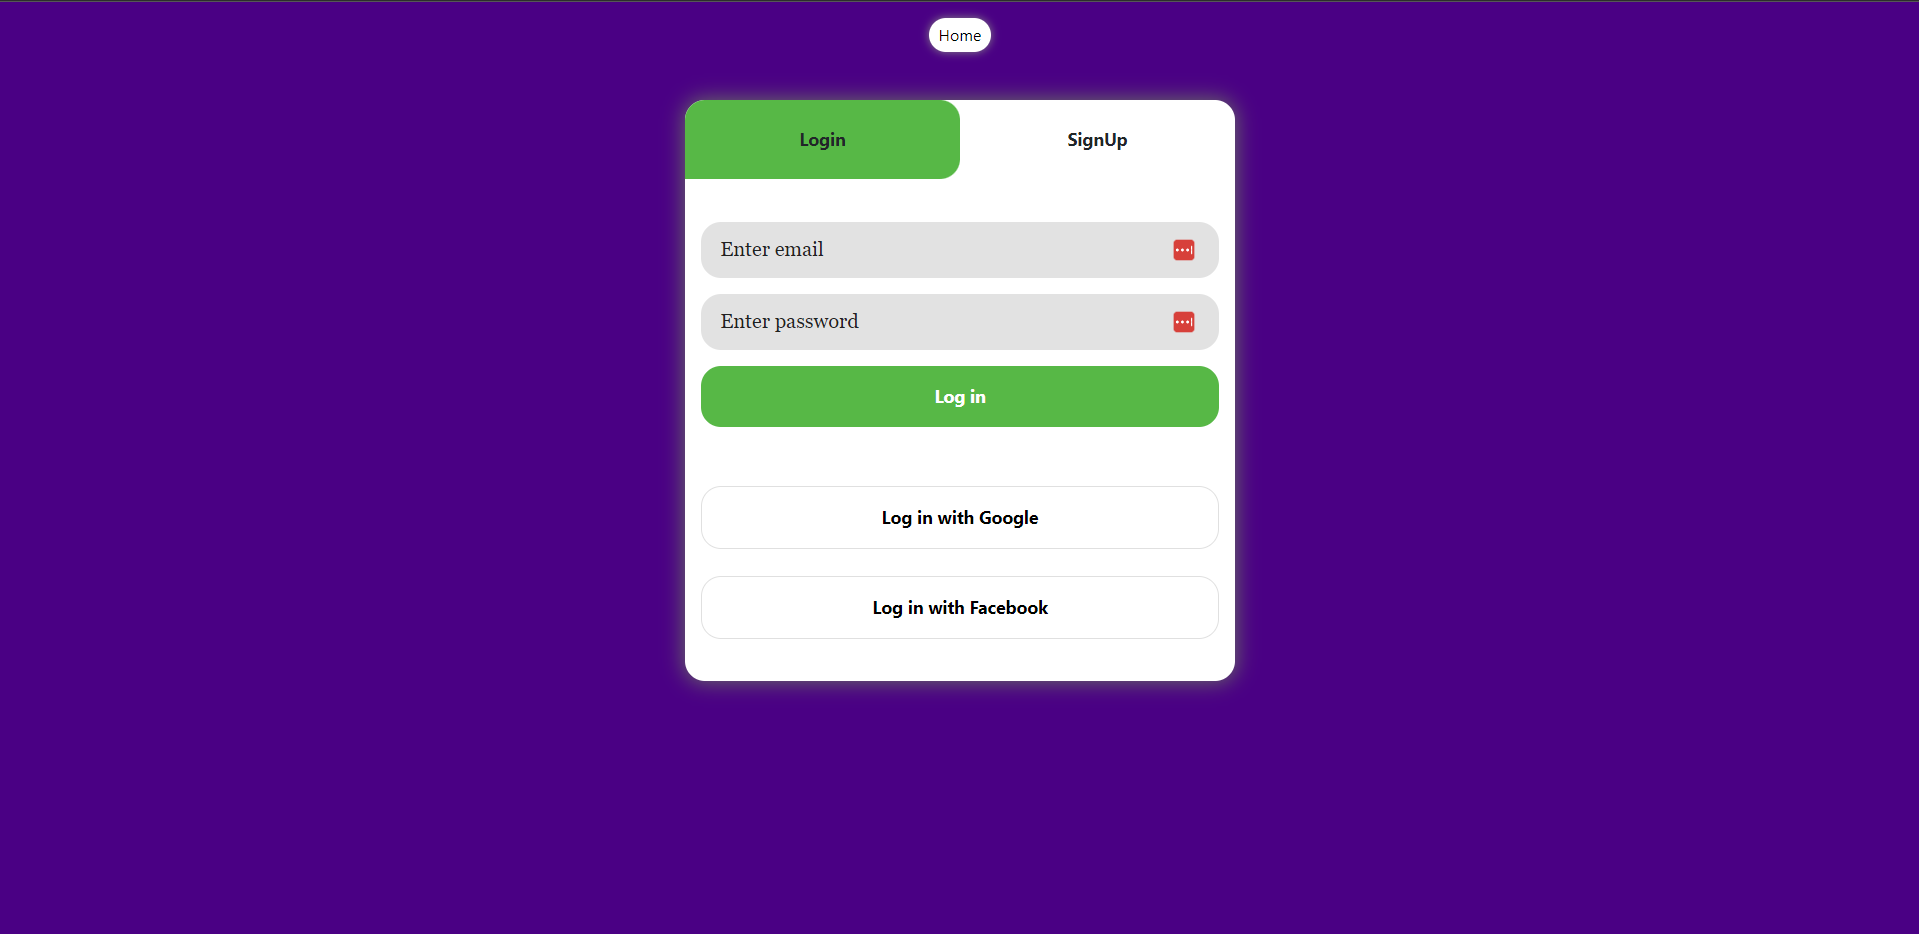 Home
Login
SignUp
Enter email
Enter password
Log in
Log in with Google
Log in with Facebook